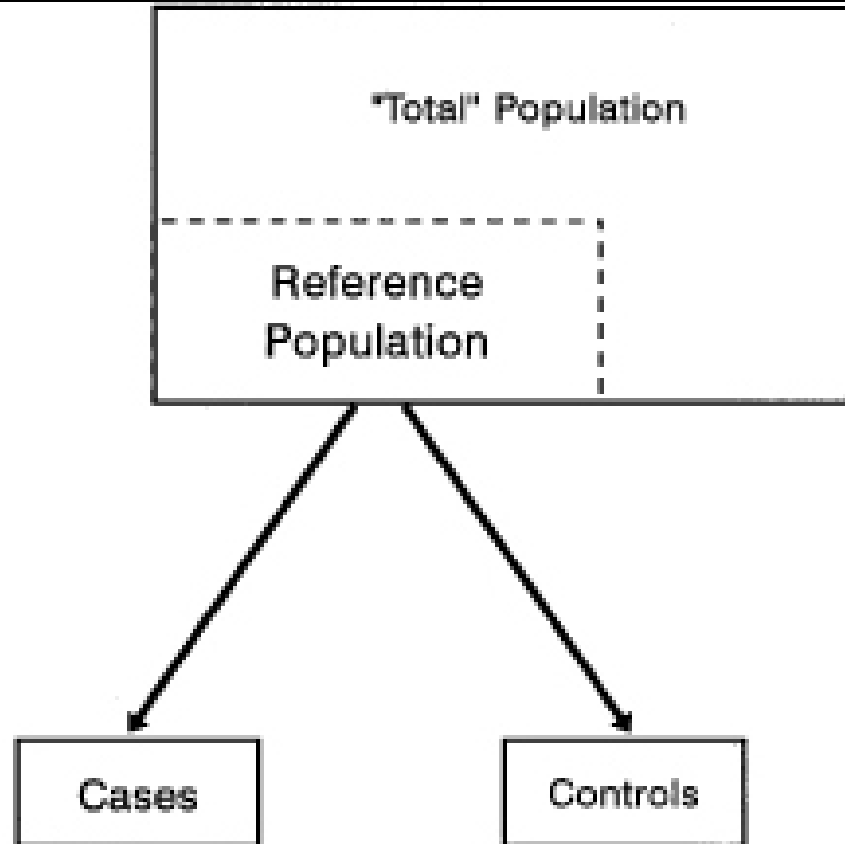 "Total" Population
Reference
Population
Cases
Controls